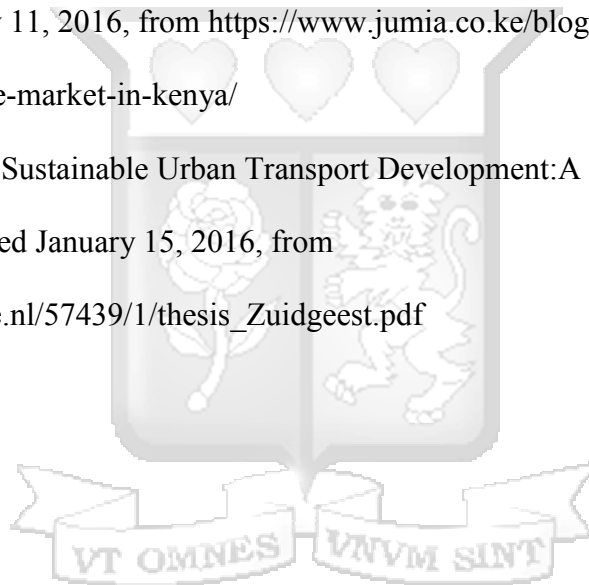 11, 2016, from https://www.jumia.co.ke/blog
e-market-in-kenya/
Sustainable Urban Transport Development:A
ed January 15, 2016, from
e.nl/57439/1/thesis_Zuidgeest.pdf
VT OMNES VNVM SINT